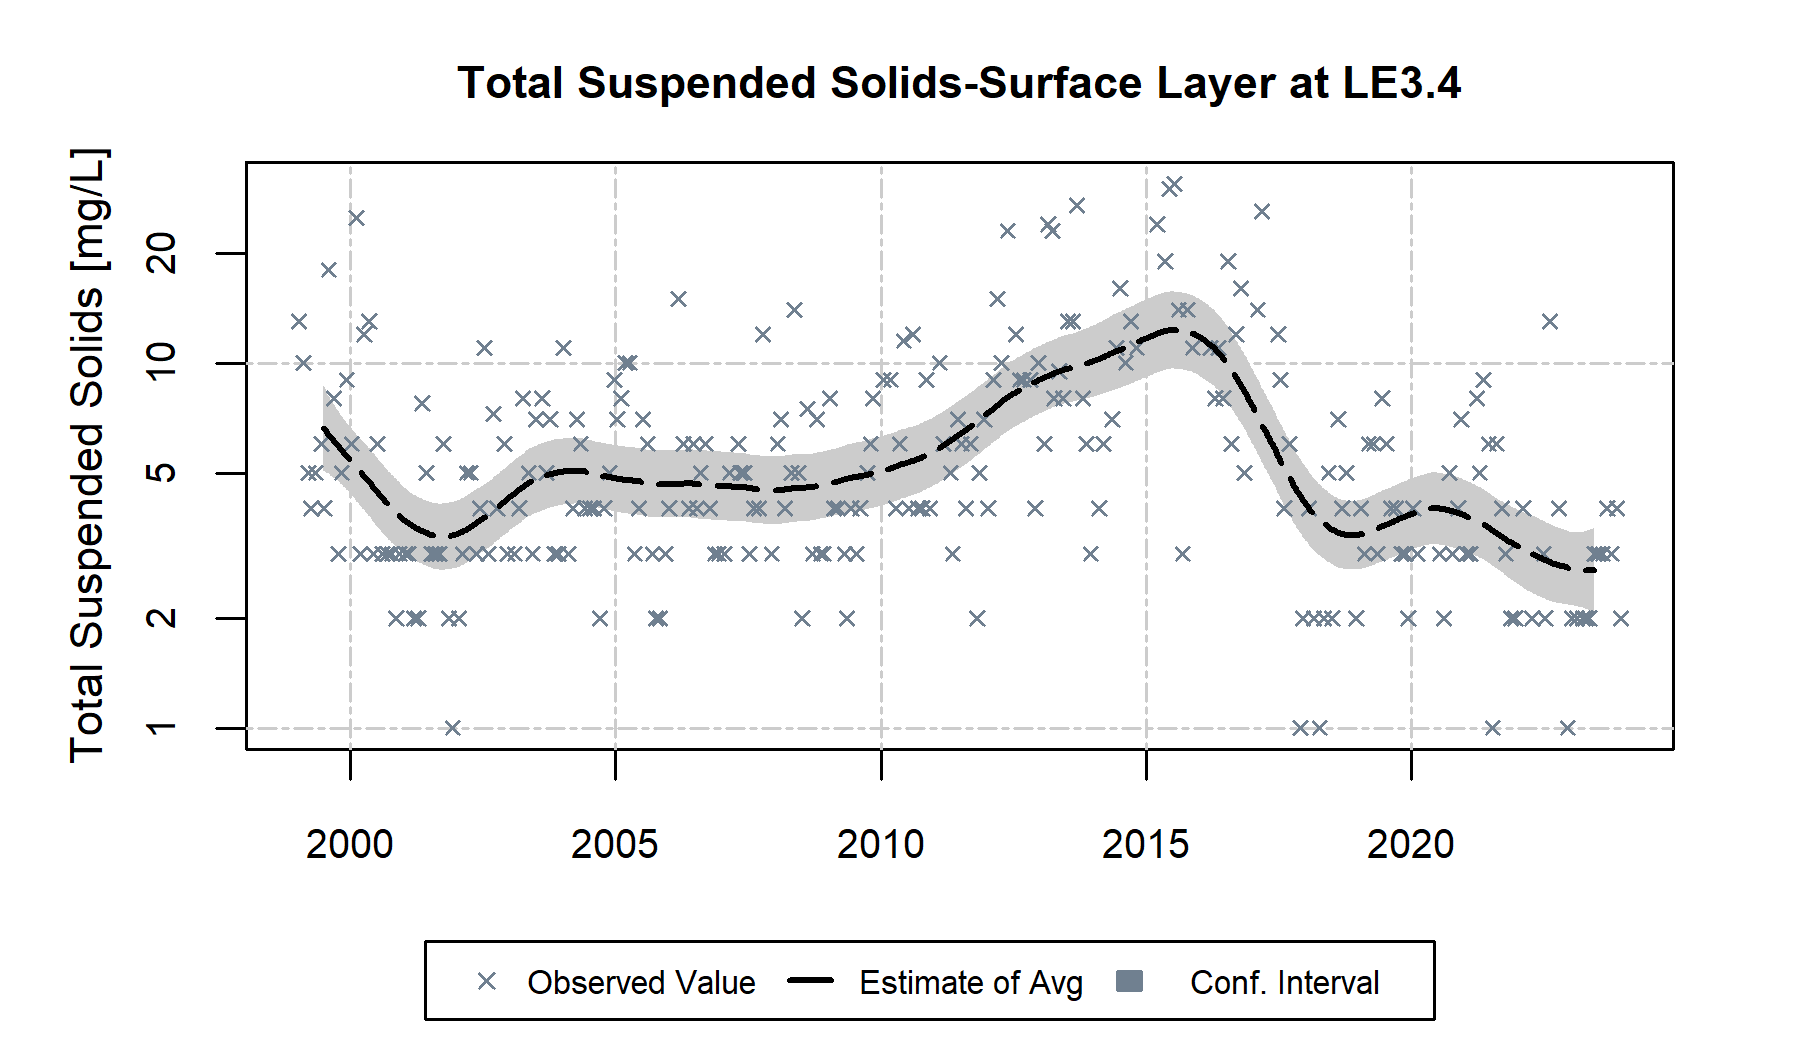 Total Suspended Solids-Surface Layer at LE3.4
Total Suspended Solids [mg/L]
20
10
5
2
1
2000 2005 2010 2015 2020
Observed Value Estimate of Avg Conf. Interval